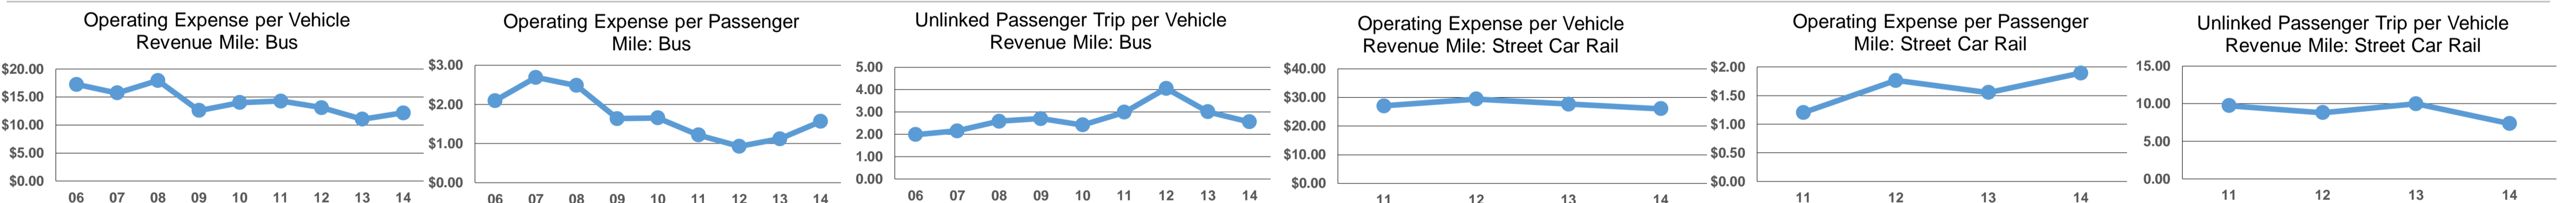 Operating Expense per Vehicle
Revenue Mile: Bus
$20.00
$15.00
$10.00
$5.00
$0.00
06 07 08 09 10 11 12 13 14
Operating Expense per Passenger
Mile: Bus
$3.00
$2.00
$1.00
$0.00
06 07 08 09 10 11 12 13 14
Unlinked Passenger Trip per Vehicle
Revenue Mile: Bus
5.00
4.00
3.00
2.00
1.00
0.00
06 07 08 09 10 11 12 13 14
Operating Expense per Vehicle
Revenue Mile: Street Car Rail
$40.00
$30.00
$20.00
$10.00
$0.00
11 12 13 14
Operating Expense per Passenger
Mile: Street Car Rail
$2.00
$1.50
$1.00
$0.50
$0.00
11 12 13 14
Unlinked Passenger Trip per Vehicle
Revenue Mile: Street Car Rail
15.00
10.00
5.00
0.00
11 12 13 14